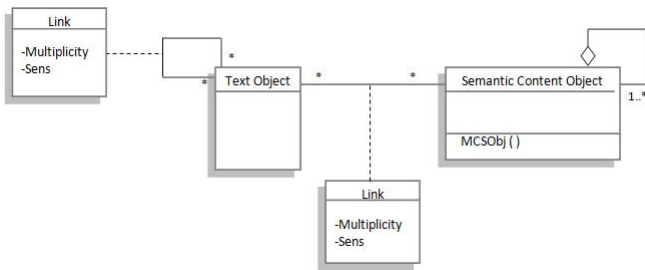 Link
-Multiplicity
-Sens
*
*
Text Object
*
*
Semantic Content Object
1..*
MCSObj ( )
Link
-Multiplicity
-Sens